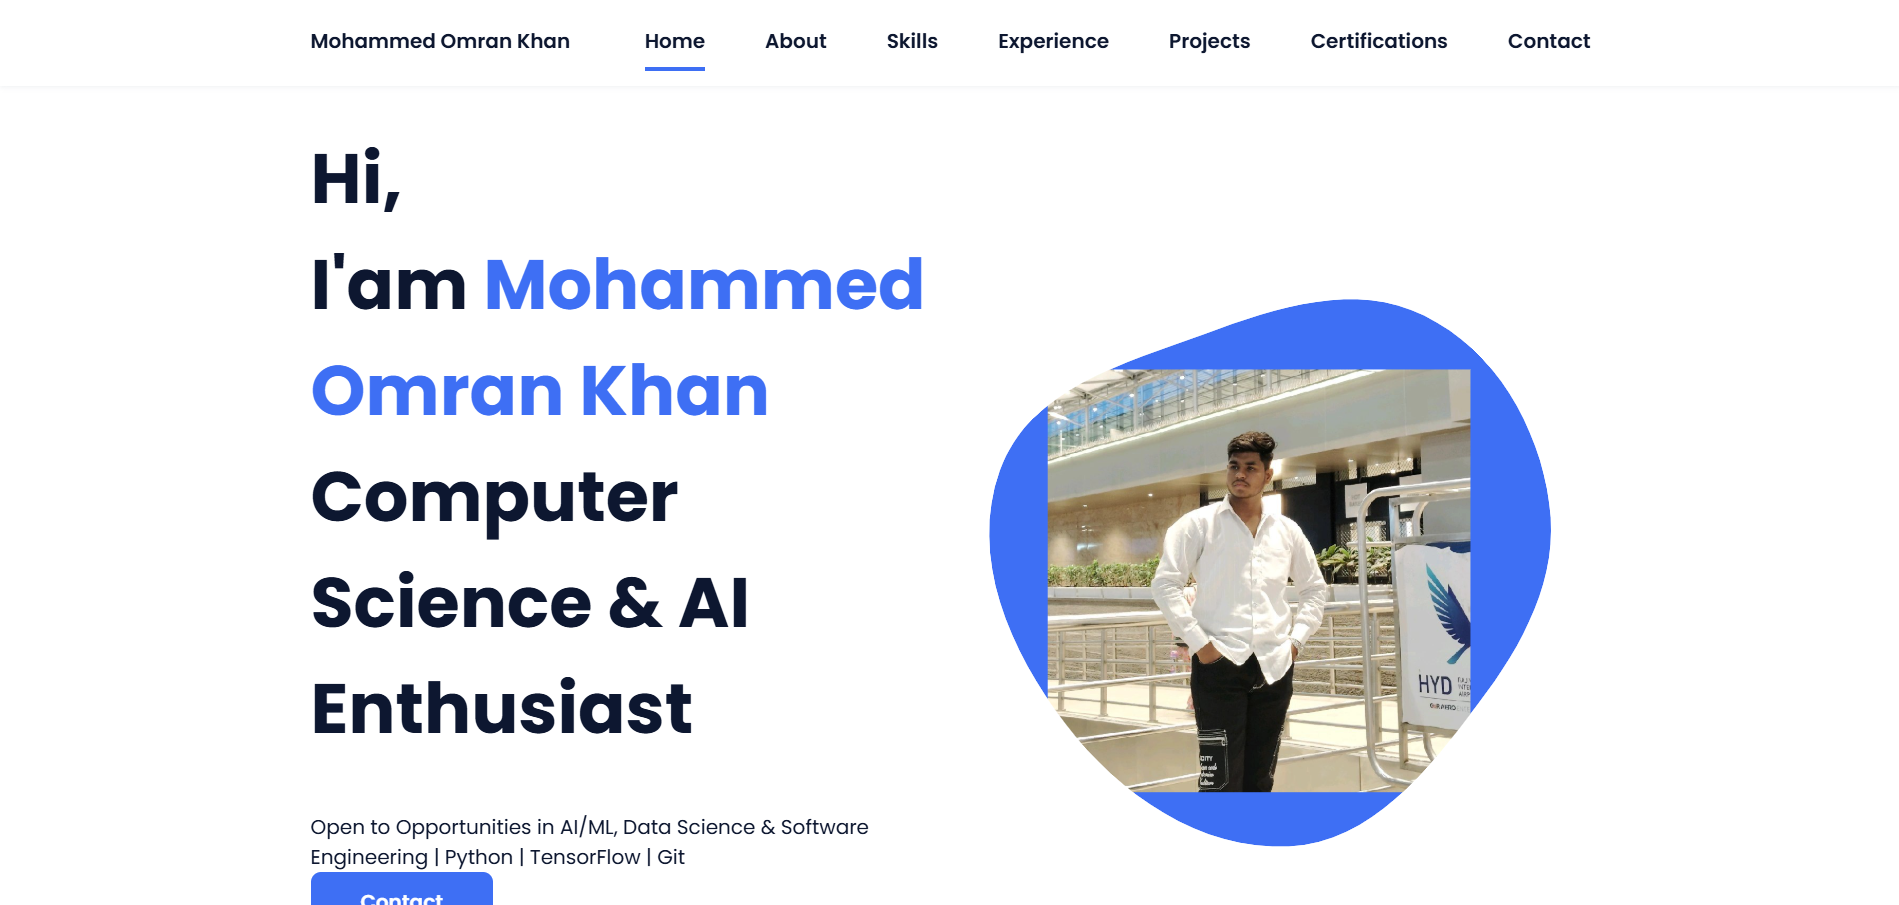 Mohammed Omran Khan Home About Skills Experience Projects Certifications Contact
Hi,
I'am Mohammed
Omran Khan
Computer
Science & AI
Enthusiast
HYD
Open to Opportunities in AI/ML, Data Science & Software
Engineering | Python | TensorFlow | Git
Contact